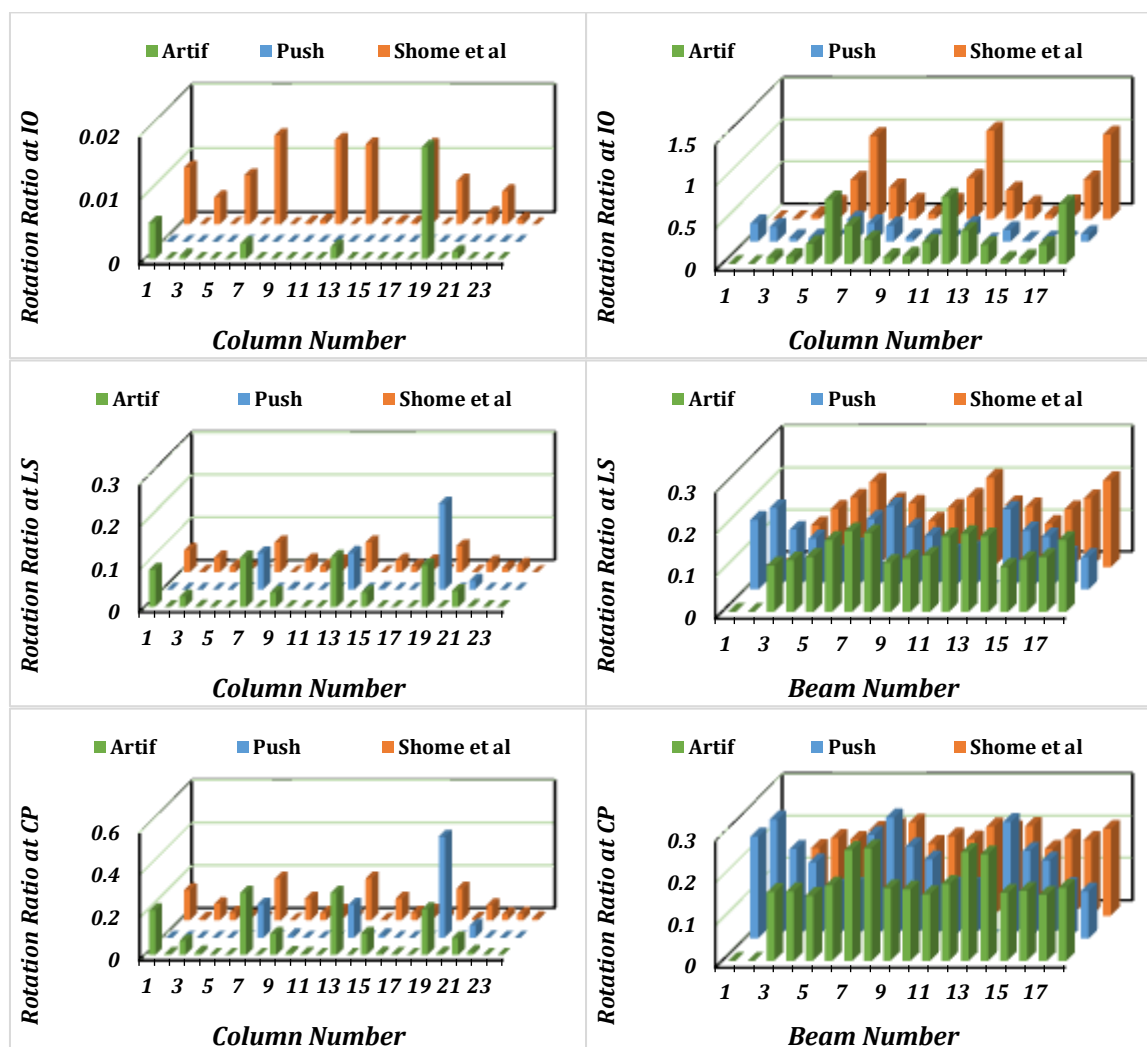 Artif Push Shome et al
Rotation Ratio at IO
0.02
0.01
0
1 3 5 7 9 11 13 15 17 19 21 23
Column Number
Artif Push Shome et al
Rotation Ratio at IO
1.5
1
0.5
0
1 3 5 7 9 11 13 15 17
Column Number
Artif Push Shome et al
Rotation Ratio at LS
0.3
0.2
0.1
0
1 3 5 7 9 11 13 15 17 19 21 23
Column Number
Artif Push Shome et al
Rotation Ratio at LS
0.3
0.2
0.1
0
1 3 5 7 9 11 13 15 17
Beam Number
Artif Push Shome et al
Rotation Ratio at CP
0.6
0.4
0.2
0
1 3 5 7 9 11 13 15 17 19 21 23
Column Number
Artif Push Shome et al
Rotation Ratio at CP
0.3
0.2
0.1
0
1 3 5 7 9 11 13 15 17
Beam Number